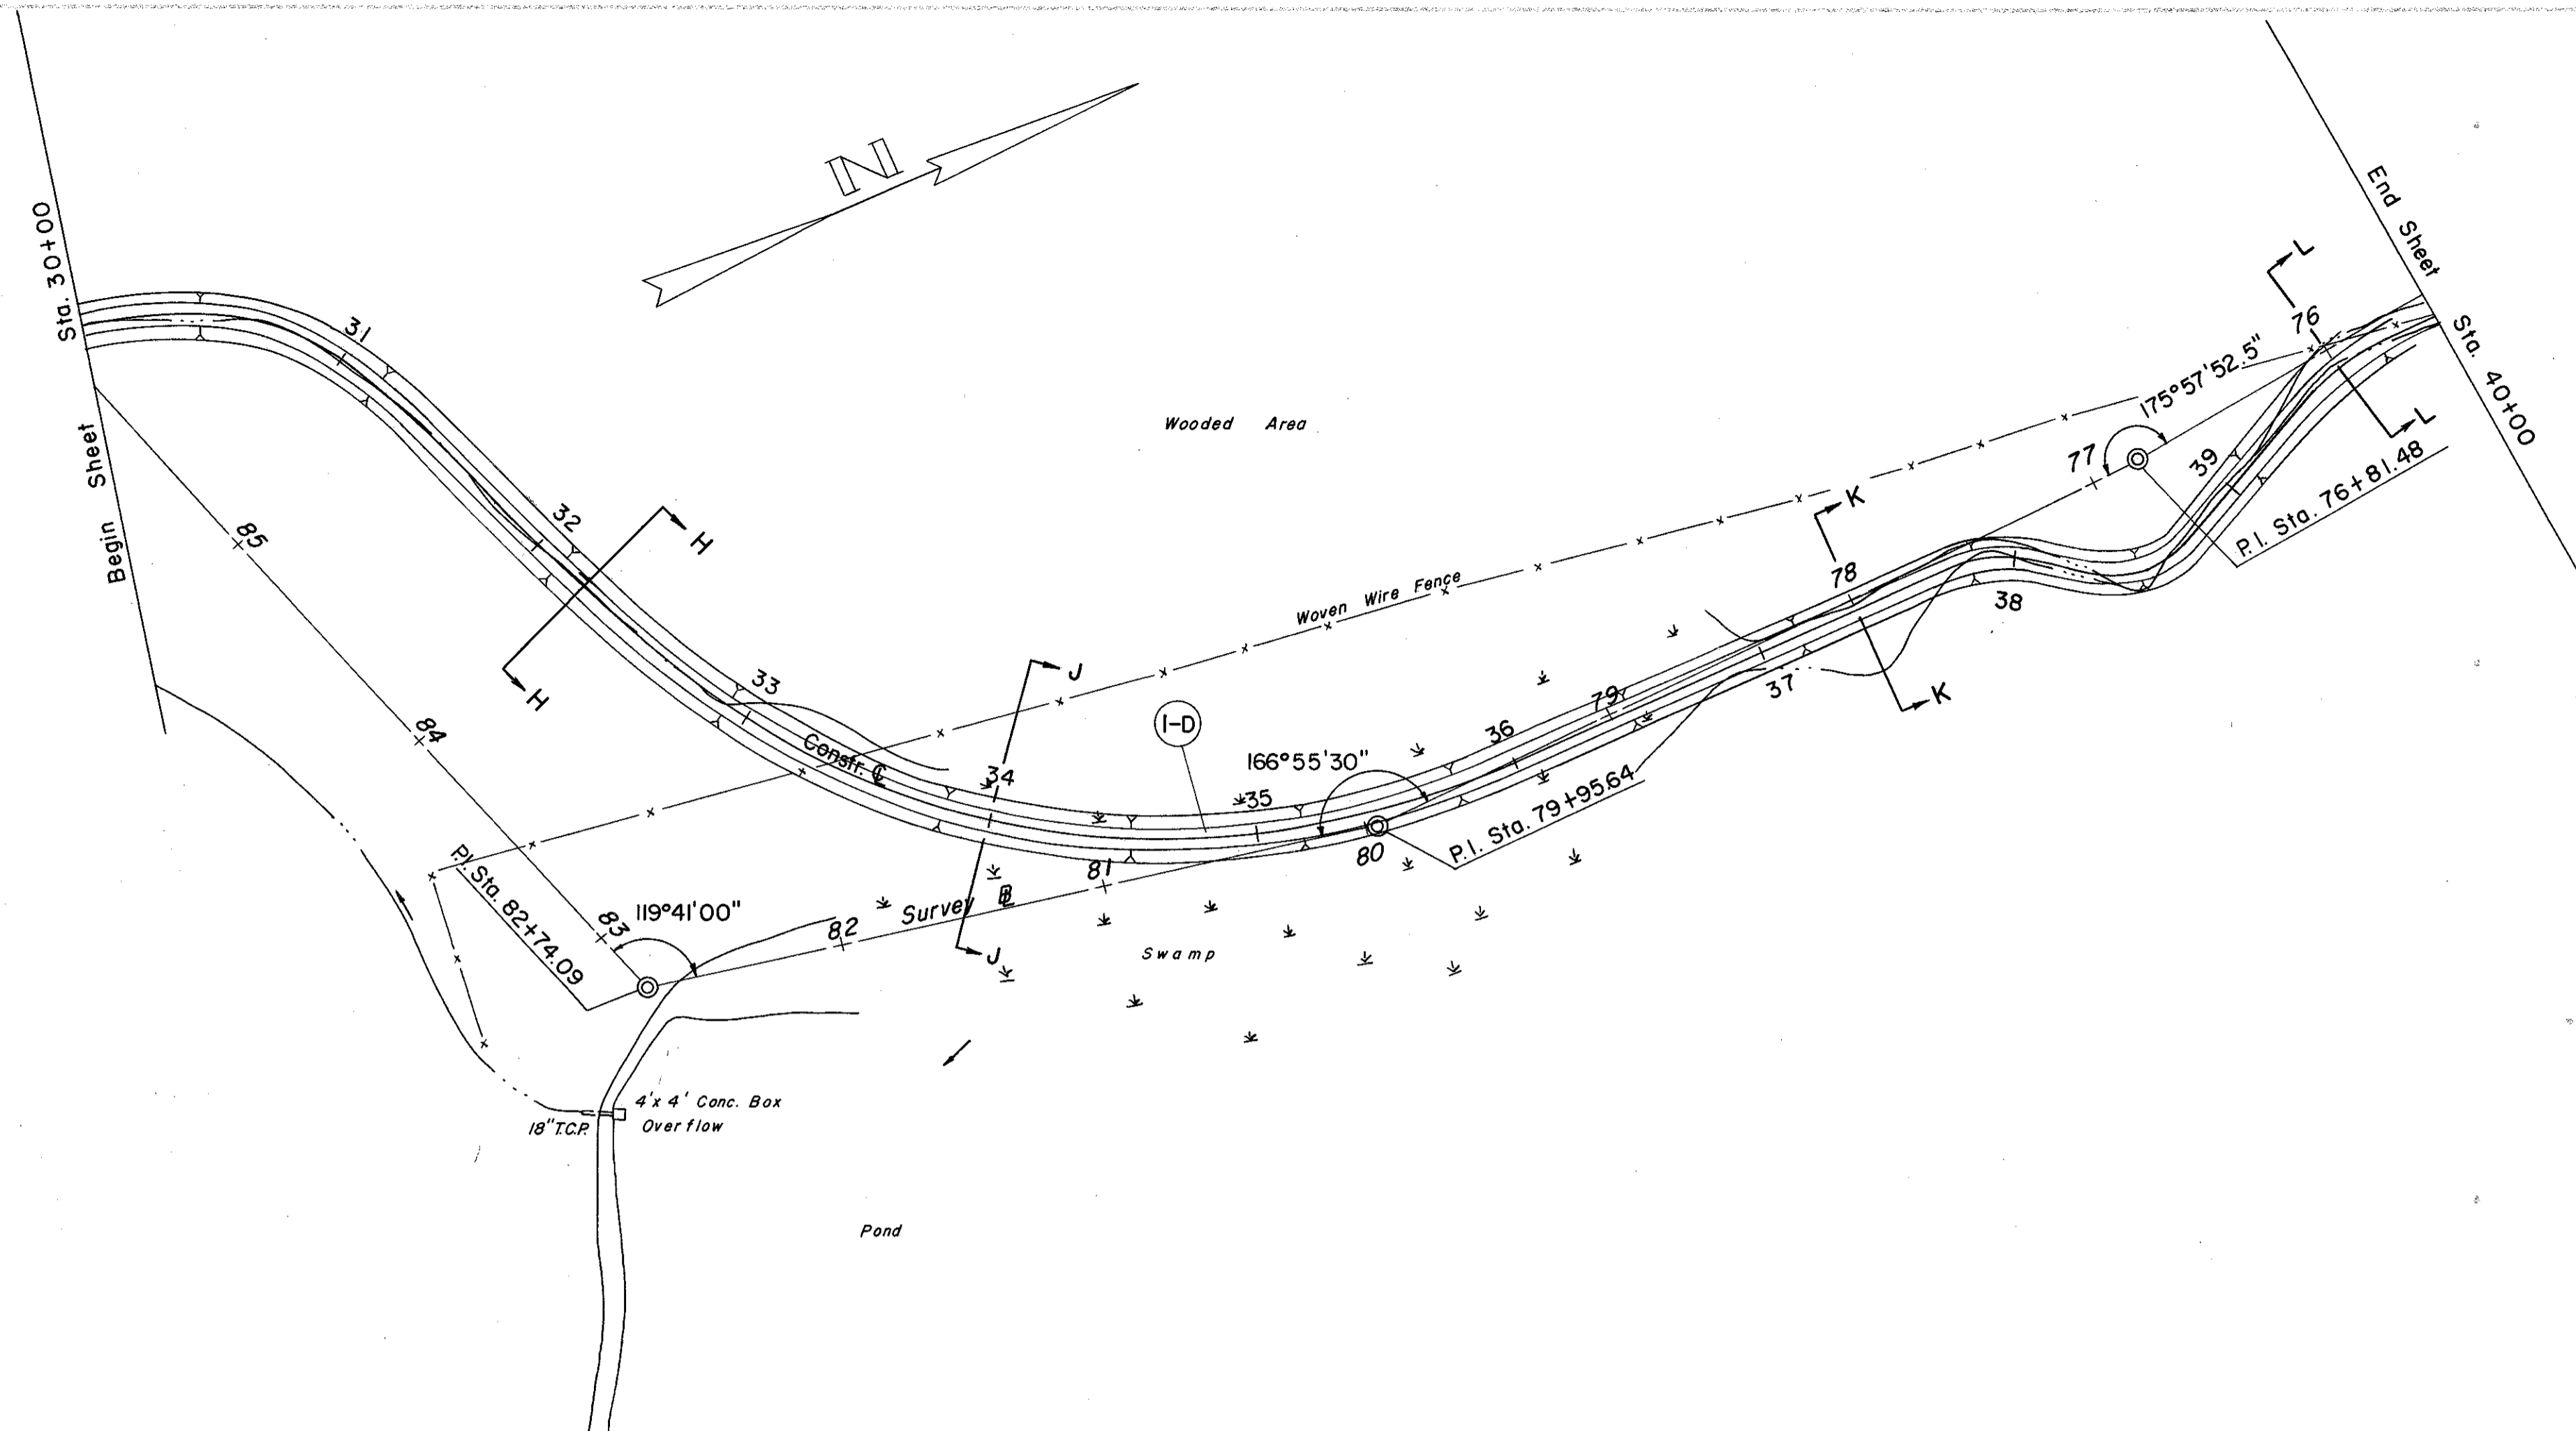 N
Sta. 30+00
Begin Sheet
31
32
33
34
35
36
37
38
39
85
84
83
82
81
80
79
78
77
76
H
H
J
J
K
K
L
L
Wooded Area
Woven Wire Fence
Constr. ℄
1-D
166°55'30"
175°57'52.5"
119°41'00"
P.I. Sta. 76+81.48
P.I. Sta. 79+95.64
P.I. Sta. 82+74.09
Survey BL
Swamp
End Sheet Sta. 40+00
4'x 4' Conc. Box
Overflow
18" T.C.P.
Pond